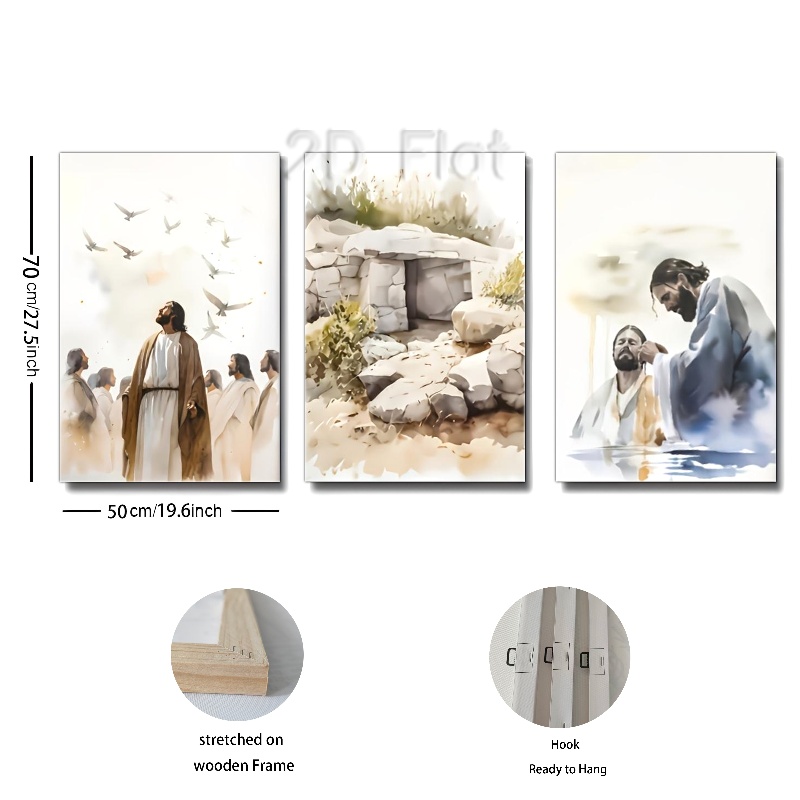 2D Flat
70 cm/27.5inch
50cm/19.6inch
stretched on
wooden Frame
Hook
Ready to Hang